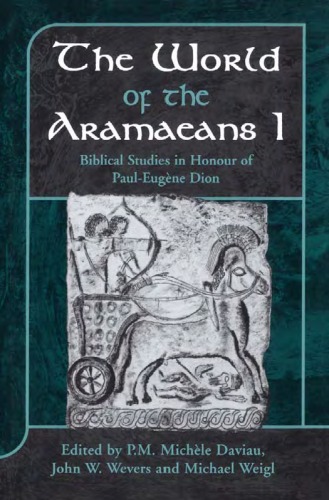 The World
of the
Aramaeans I
Biblical Studies in Honour of
Paul-Eugène Dion
Edited by P.M. Michèle Daviau,
John W. Wevers and Michael Weigl